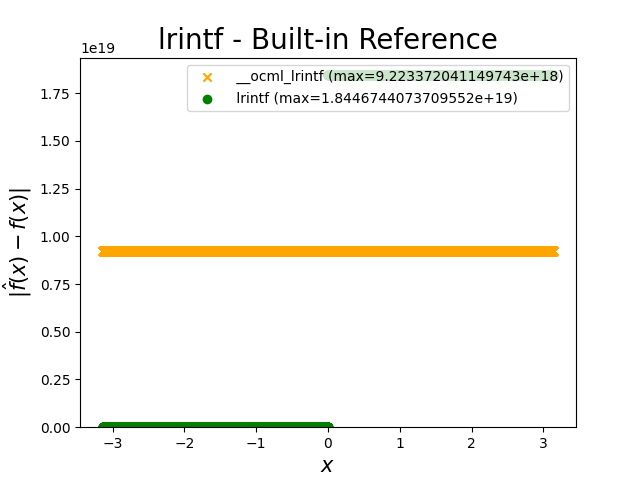 lrintf - Built-in Reference
1e19
__ocml_lrintf (max=9.223372041149743e+18)
lrintf (max=1.8446744073709552e+19)
1.75
1.50
1.25
1.00
0.75
0.50
0.25
0.00
|f̂(x) − f(x)|
−3
−2
−1
0
1
2
3
x